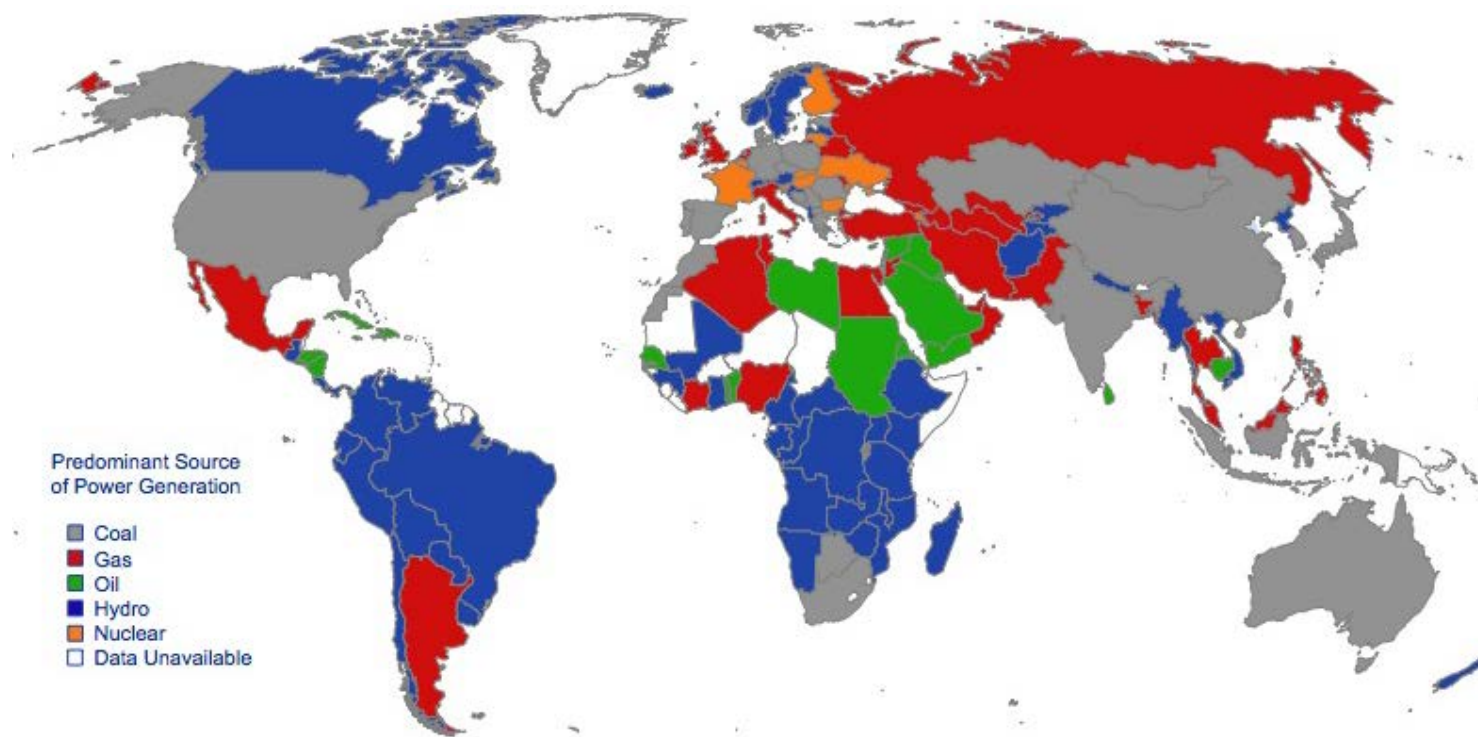 Predominant Source
of Power Generation
Coal
Gas
Oil
Hydro
Nuclear
Data Unavailable